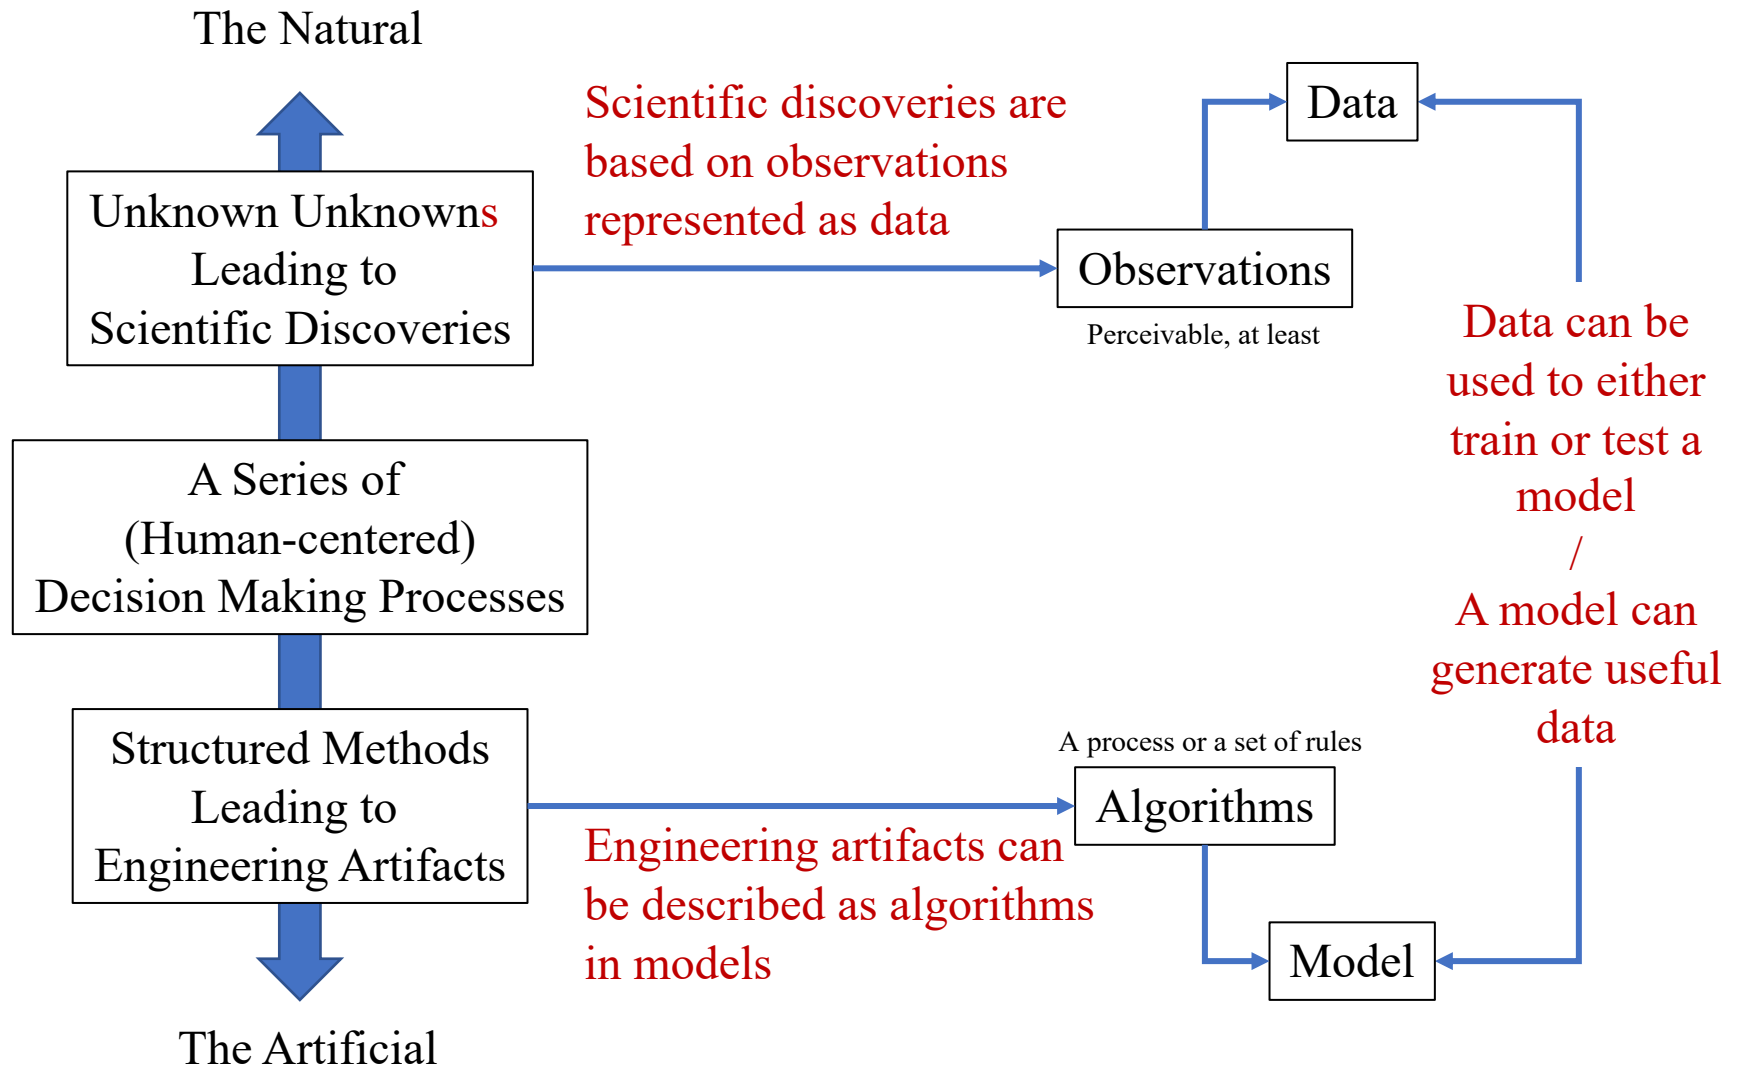 The Natural
Unknown Unknowns
Leading to
Scientific Discoveries
A Series of
(Human-centered)
Decision Making Processes
Structured Methods
Leading to
Engineering Artifacts
The Artificial
Scientific discoveries are
based on observations
represented as data
Data
Observations
Perceivable, at least
Data can be
used to either
train or test a
model
/
A model can
generate useful
data
A process or a set of rules
Algorithms
Engineering artifacts can
be described as algorithms
in models
Model